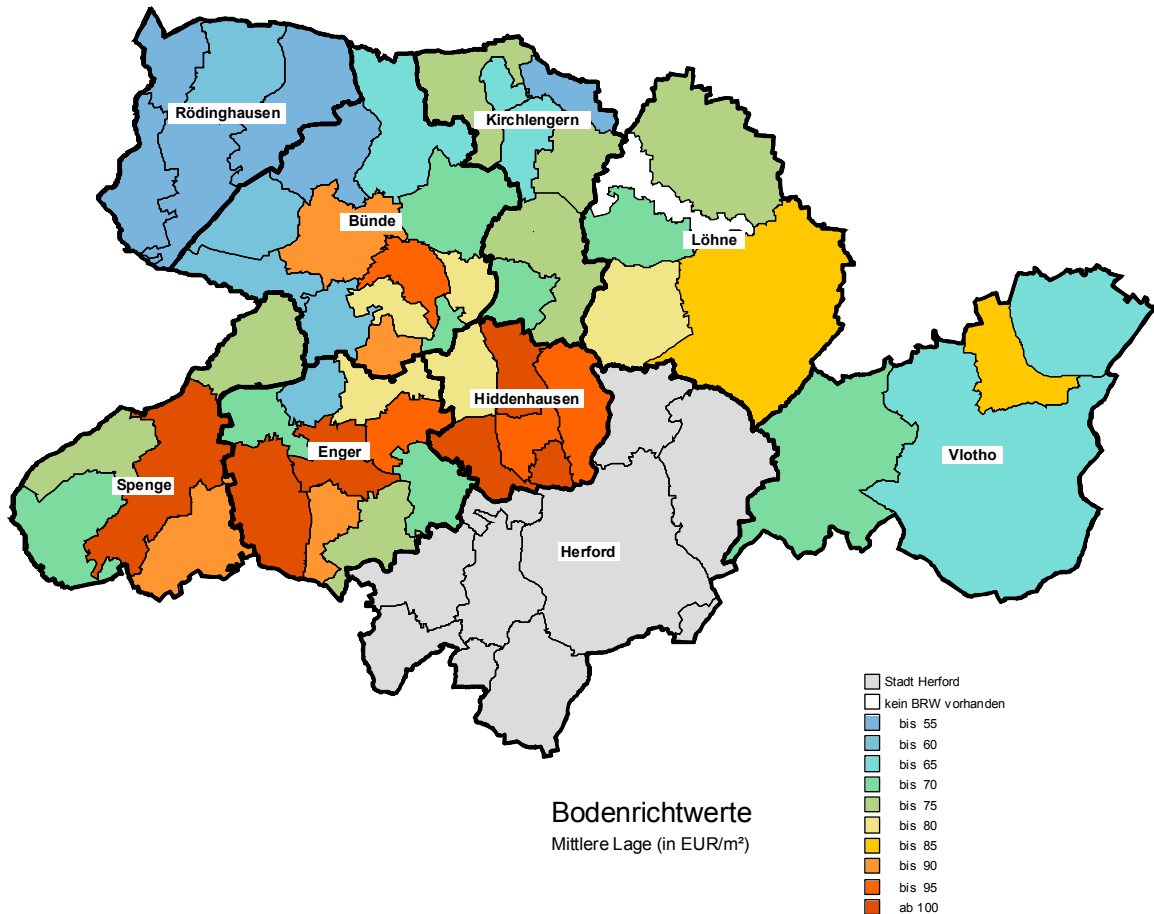 Rödinghausen
Kirchlengern
Bünde
Löhne
Hiddenhausen
Enger
Vlotho
Spenge
Herford
Bodenrichtwerte
Mittlere Lage (in EUR/m²)
Stadt Herford
kein BRW vorhanden
bis 55
bis 60
bis 65
bis 70
bis 75
bis 80
bis 85
bis 90
bis 95
ab 100